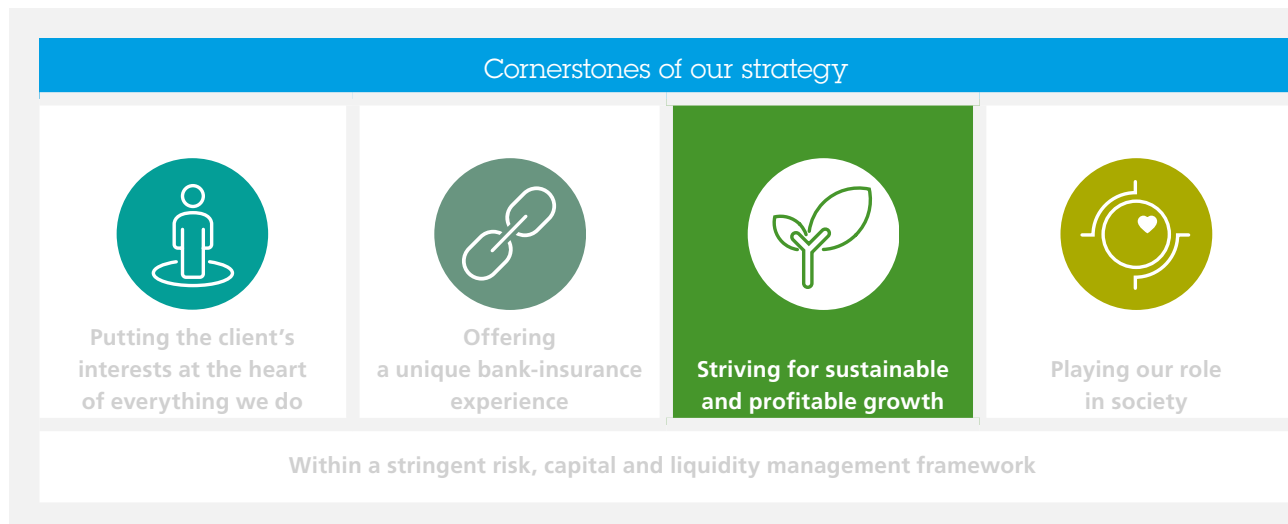 Cornerstones of our strategy
Putting the client’s
interests at the heart
of everything we do
Offering
a unique bank-insurance
experience
Striving for sustainable
and profitable growth
Playing our role
in society
Within a stringent risk, capital and liquidity management framework